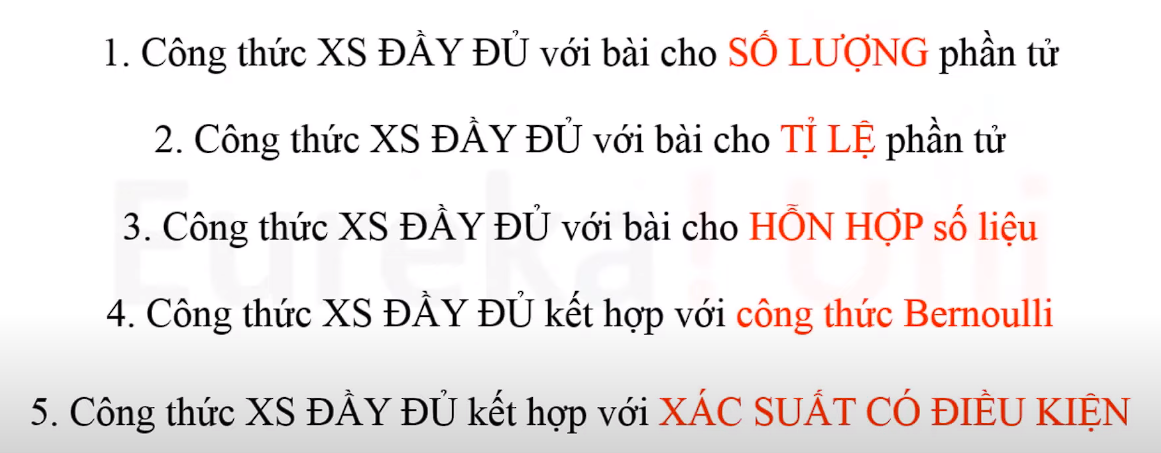 1. Công thức XS ĐẦY ĐỦ với bài cho SỐ LƯỢNG phần tử
2. Công thức XS ĐẦY ĐỦ với bài cho TỈ LỆ phần tử
3. Công thức XS ĐẦY ĐỦ với bài cho HỖN HỢP số liệu
4. Công thức XS ĐẦY ĐỦ kết hợp với công thức Bernoulli
5. Công thức XS ĐẦY ĐỦ kết hợp với XÁC SUẤT CÓ ĐIỀU KIỆN
Eureka! Uni